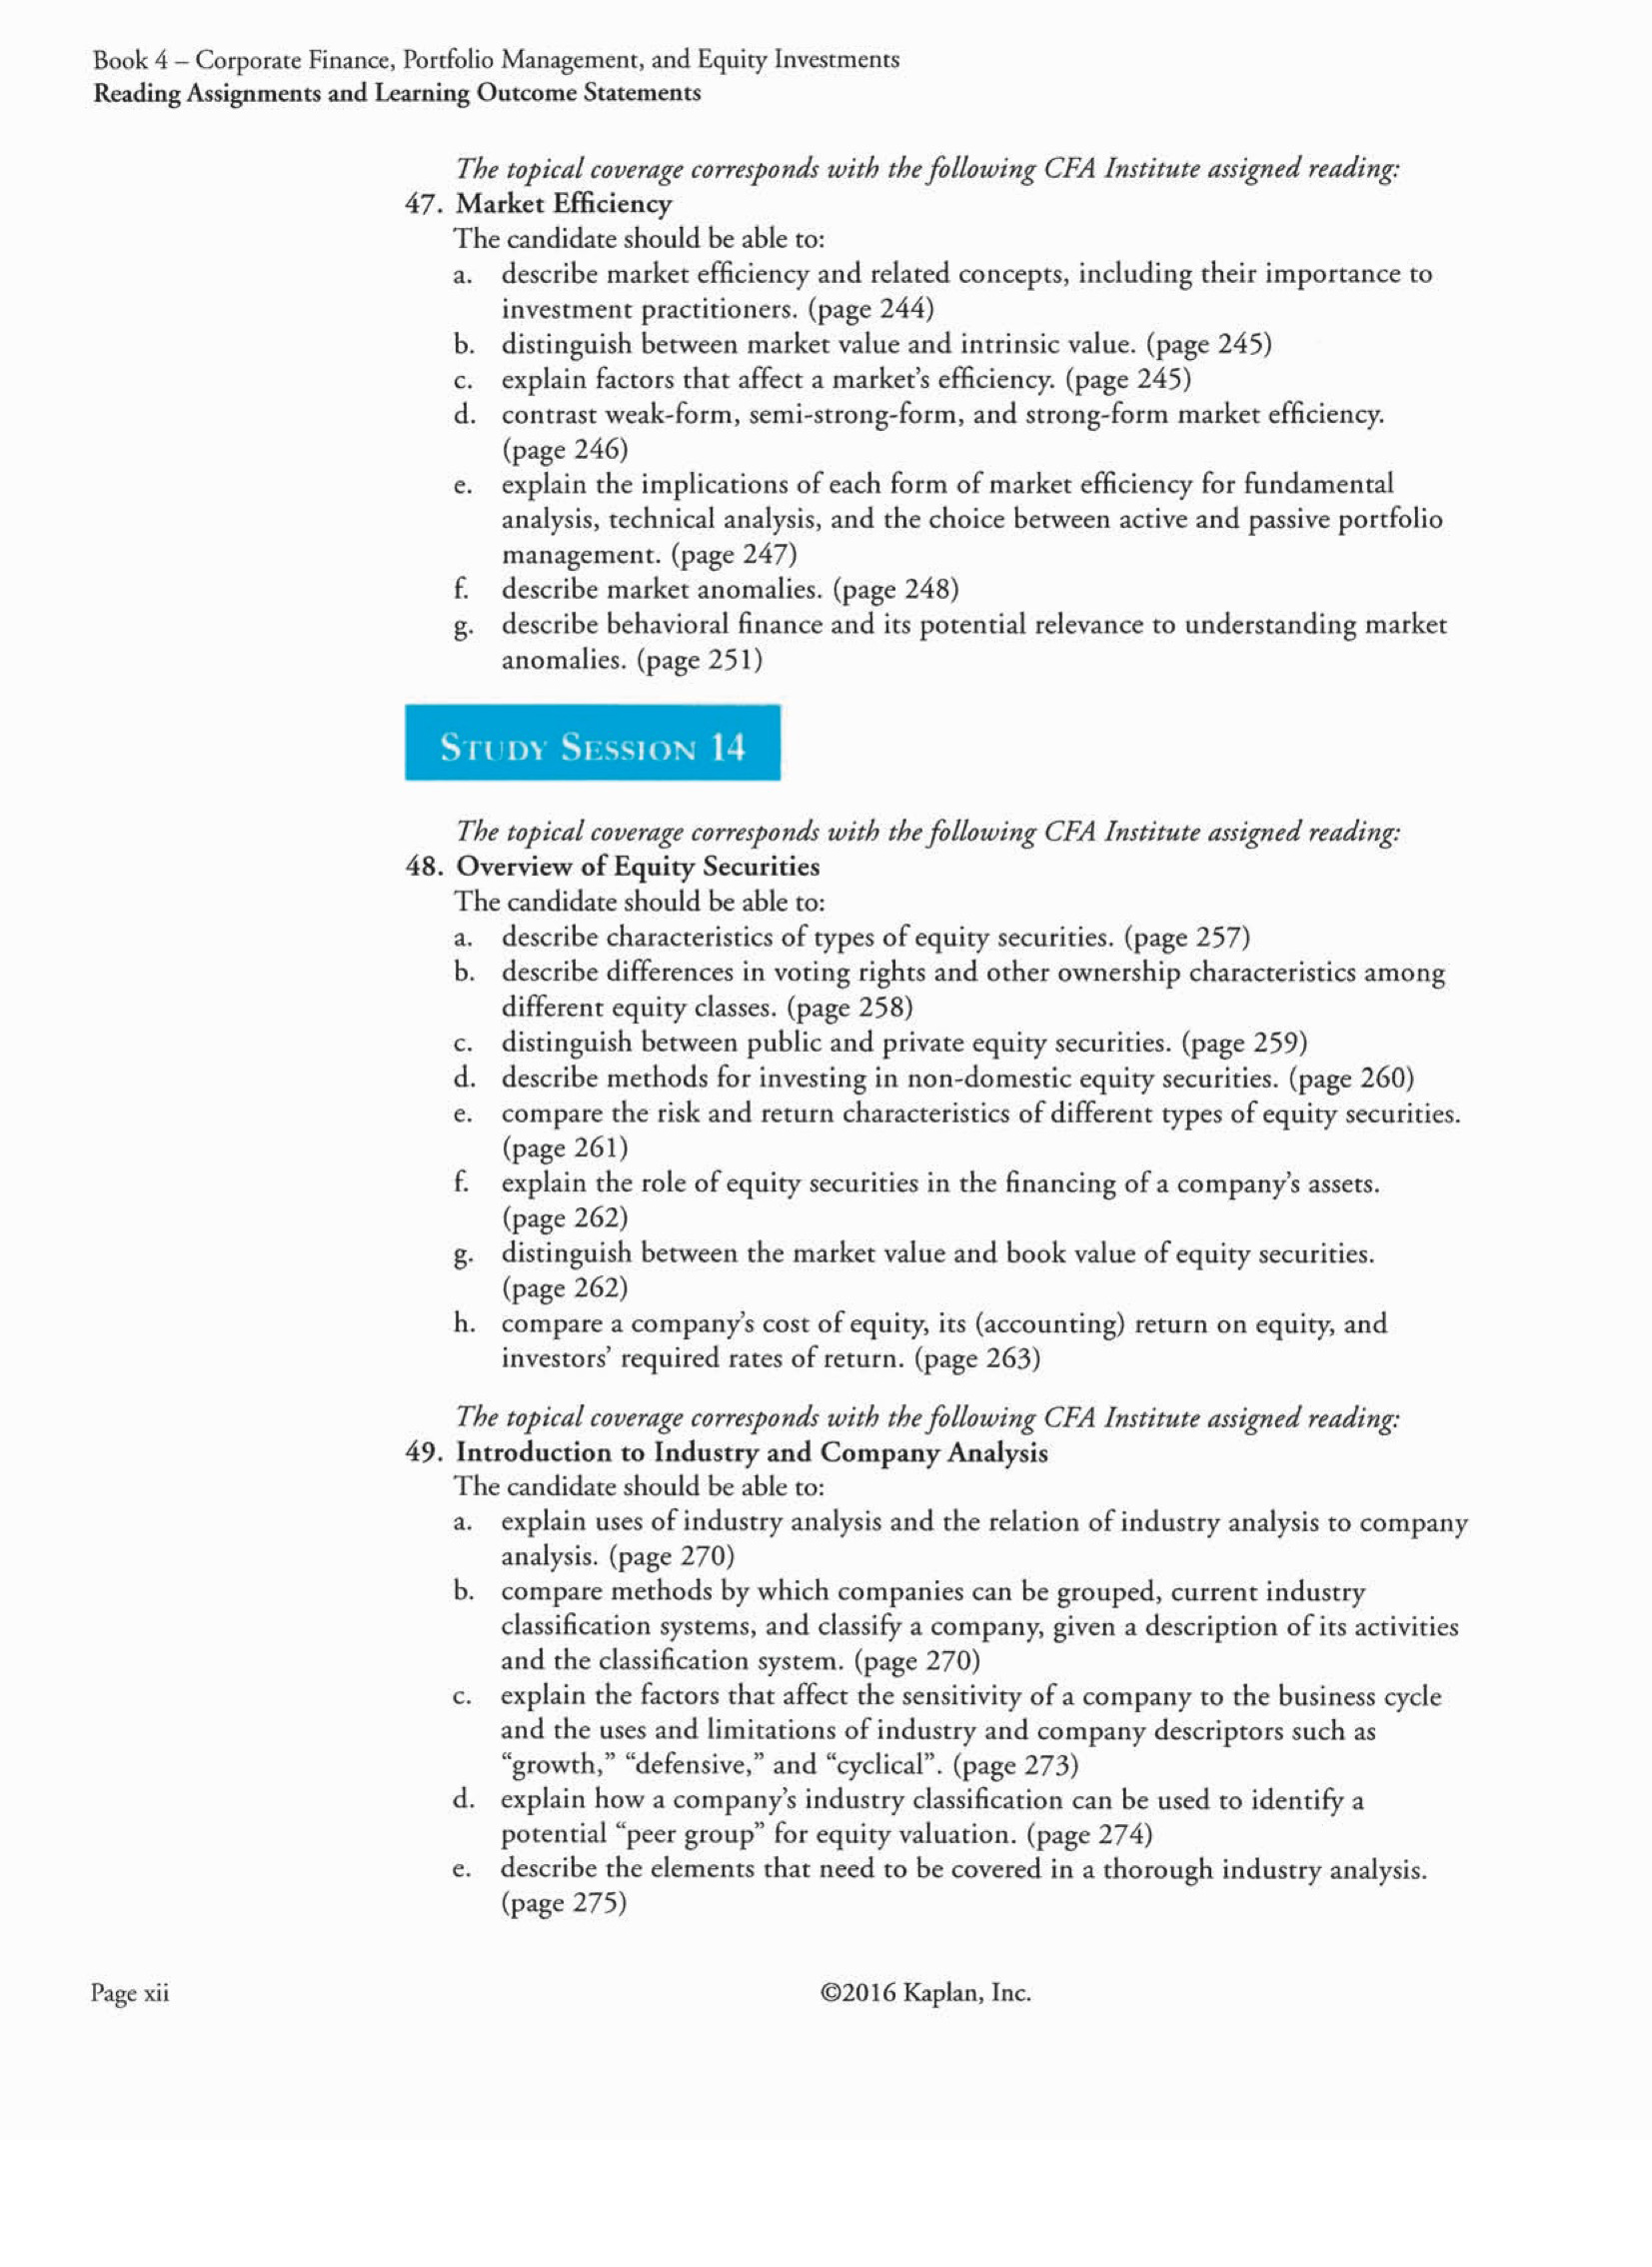 Book 4 – Corporate Finance, Portfolio Management, and Equity Investments
Reading Assignments and Learning Outcome Statements
The topical coverage corresponds with the following CFA Institute assigned reading:
47. Market Efficiency
The candidate should be able to:
a. describe market efficiency and related concepts, including their importance to
investment practitioners. (page 244)
b. distinguish between market value and intrinsic value. (page 245)
c. explain factors that affect a market's efficiency. (page 245)
d. contrast weak-form, semi-strong-form, and strong-form market efficiency.
(page 246)
e. explain the implications of each form of market efficiency for fundamental
analysis, technical analysis, and the choice between active and passive portfolio
management. (page 247)
f. describe market anomalies. (page 248)
g. describe behavioral finance and its potential relevance to understanding market
anomalies. (page 251)
STUDY SESSION 14
The topical coverage corresponds with the following CFA Institute assigned reading:
48. Overview of Equity Securities
The candidate should be able to:
a. describe characteristics of types of equity securities. (page 257)
b. describe differences in voting rights and other ownership characteristics among
different equity classes. (page 258)
c. distinguish between public and private equity securities. (page 259)
d. describe methods for investing in non-domestic equity securities. (page 260)
e. compare the risk and return characteristics of different types of equity securities.
(page 261)
f. explain the role of equity securities in the financing of a company's assets.
(page 262)
g. distinguish between the market value and book value of equity securities.
(page 262)
h. compare a company's cost of equity, its (accounting) return on equity, and
investors' required rates of return. (page 263)
The topical coverage corresponds with the following CFA Institute assigned reading:
49. Introduction to Industry and Company Analysis
The candidate should be able to:
a. explain uses of industry analysis and the relation of industry analysis to company
analysis. (page 270)
b. compare methods by which companies can be grouped, current industry
classification systems, and classify a company, given a description of its activities
and the classification system. (page 270)
c. explain the factors that affect the sensitivity of a company to the business cycle
and the uses and limitations of industry and company descriptors such as
“growth,” “defensive,” and “cyclical”. (page 273)
d. explain how a company's industry classification can be used to identify a
potential “peer group” for equity valuation. (page 274)
e. describe the elements that need to be covered in a thorough industry analysis.
(page 275)
Page xii
©2016 Kaplan, Inc.